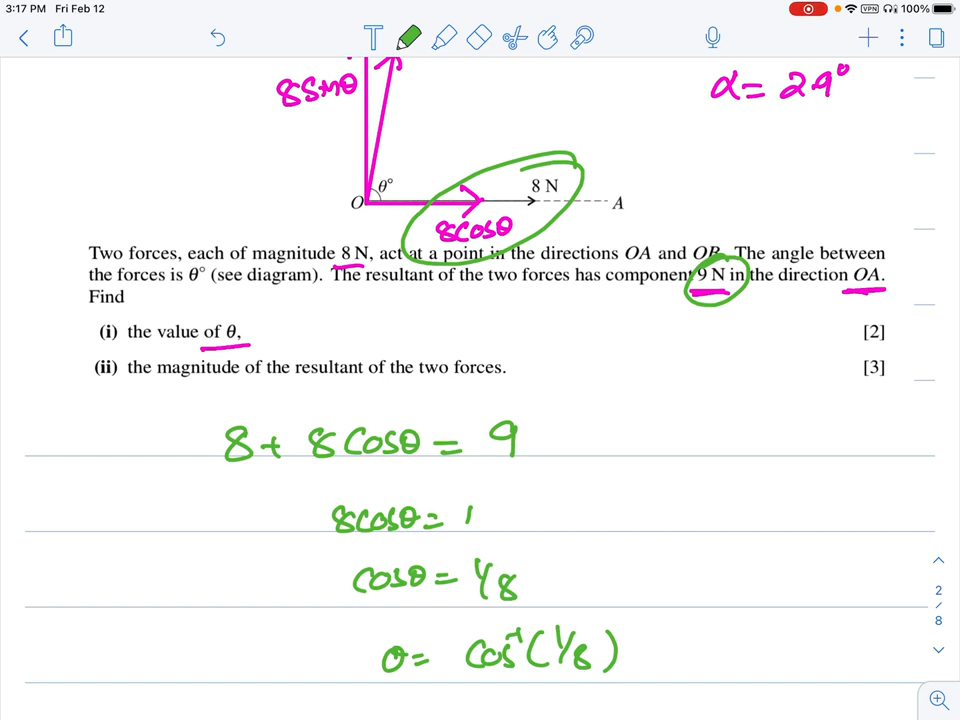 3:17 PM Fri Feb 12
VPN 100%
T
8sinθ
α = 29°
θ°
8 N
O
A
8cosθ
Two forces, each of magnitude 8 N, act at a point in the directions OA and OB. The angle between
the forces is θ° (see diagram). The resultant of the two forces has component 9 N in the direction OA.
Find
(i) the value of θ, [2]
(ii) the magnitude of the resultant of the two forces. [3]
8 + 8cosθ = 9
8cosθ = 1
cosθ = 1/8
θ = cos⁻¹(1/8)
2
/
8